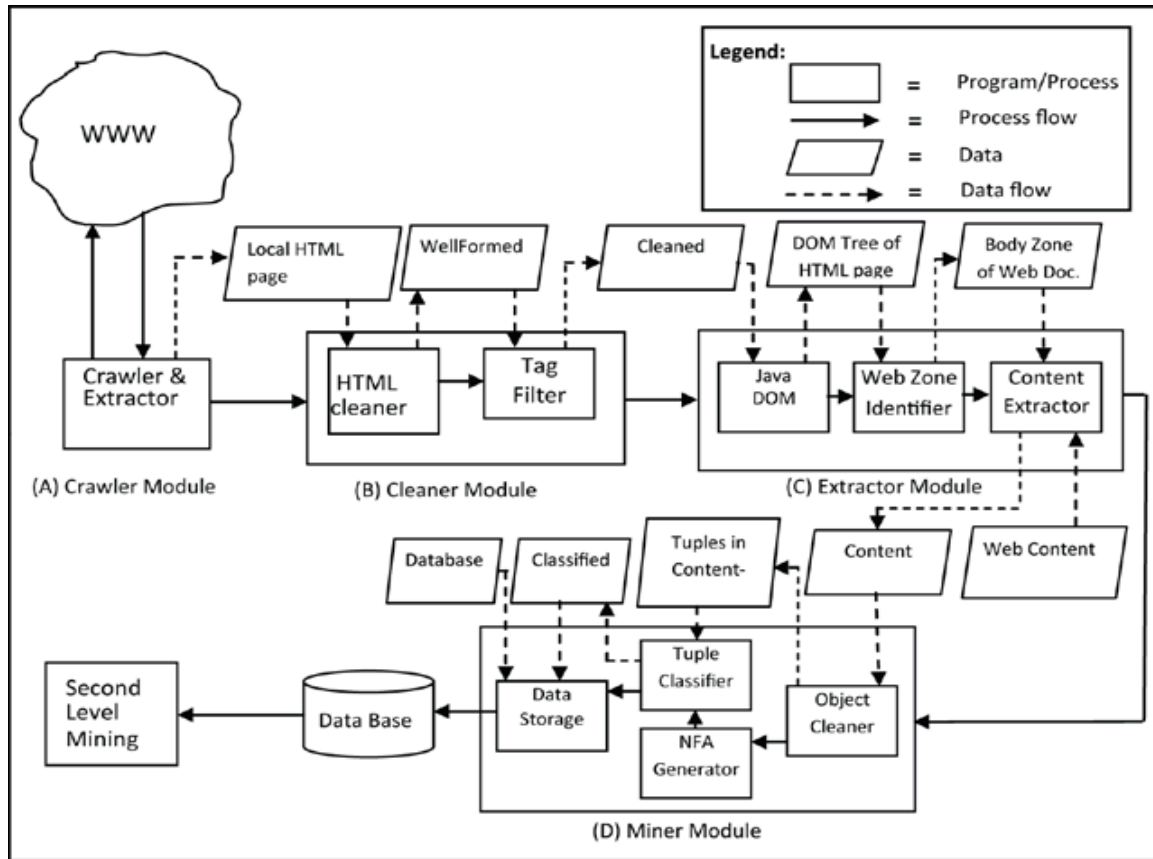 Legend:
= Program/Process
= Process flow
= Data
= Data flow
WWW
Local HTML
page
WellFormed
Cleaned
DOM Tree of
HTML page
Body Zone
of Web Doc.
Crawler &
Extractor
HTML
cleaner
Tag
Filter
Java
DOM
Web Zone
Identifier
Content
Extractor
(A) Crawler Module
(B) Cleaner Module
(C) Extractor Module
Database
Classified
Tuples in
Content-
Content
Web Content
Second
Level
Mining
Data Base
Data
Storage
Tuple
Classifier
NFA
Generator
Object
Cleaner
(D) Miner Module